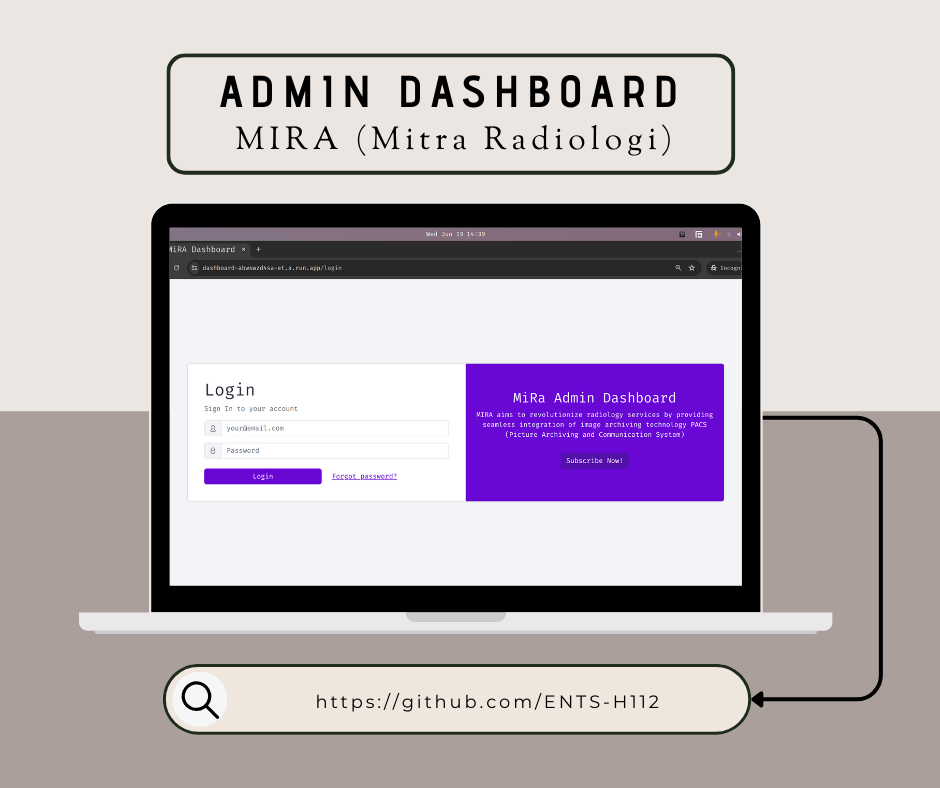 ADMIN DASHBOARD
MIRA (Mitra Radiologi)
Wed Jun 19 14:39
MiRA Dashboard × +
dashboard-abwswzd4sa-et.a.run.app/login
Login
Sign In to your account
your@email.com
Password
Login
Forgot password?
MiRa Admin Dashboard
MIRA aims to revolutionize radiology services by providing
seamless integration of image archiving technology PACS
(Picture Archiving and Communication System)
Subscribe Now!
https://github.com/ENTS-H112